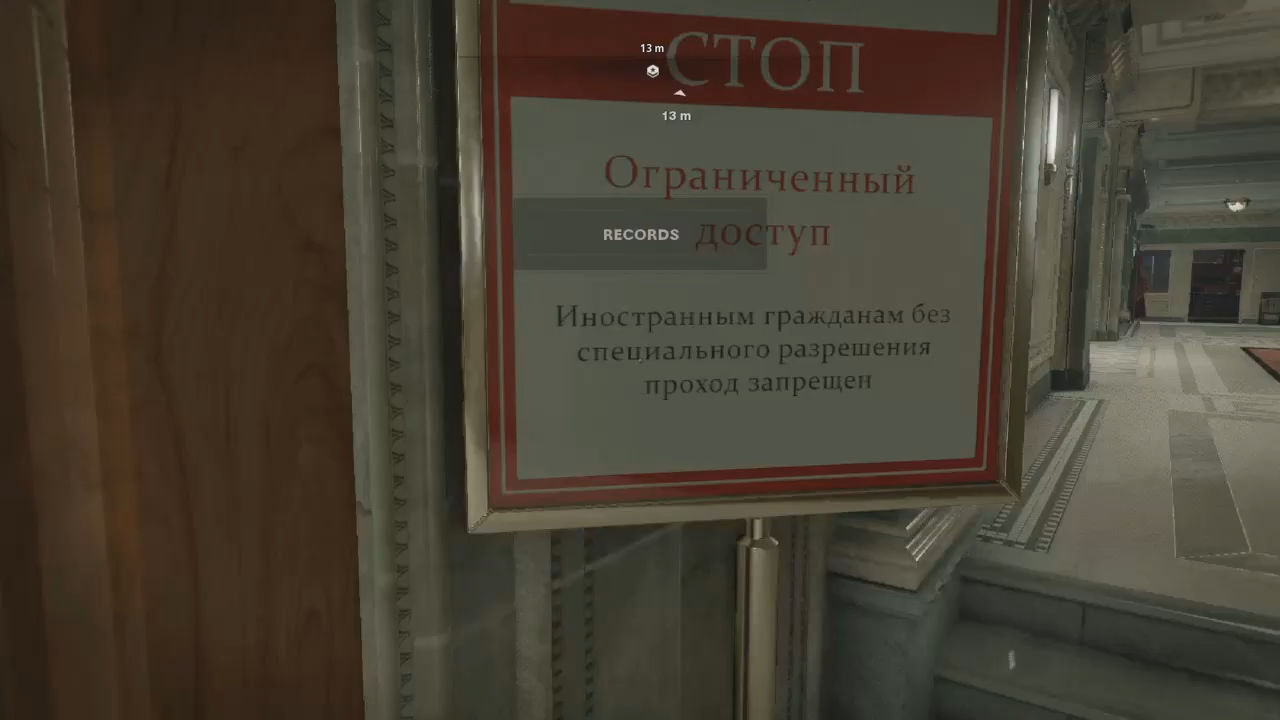 13 m
СТОП
13 m
Ограниченный
RECORDS
доступ
Иностранным гражданам без
специального разрешения
проход запрещен